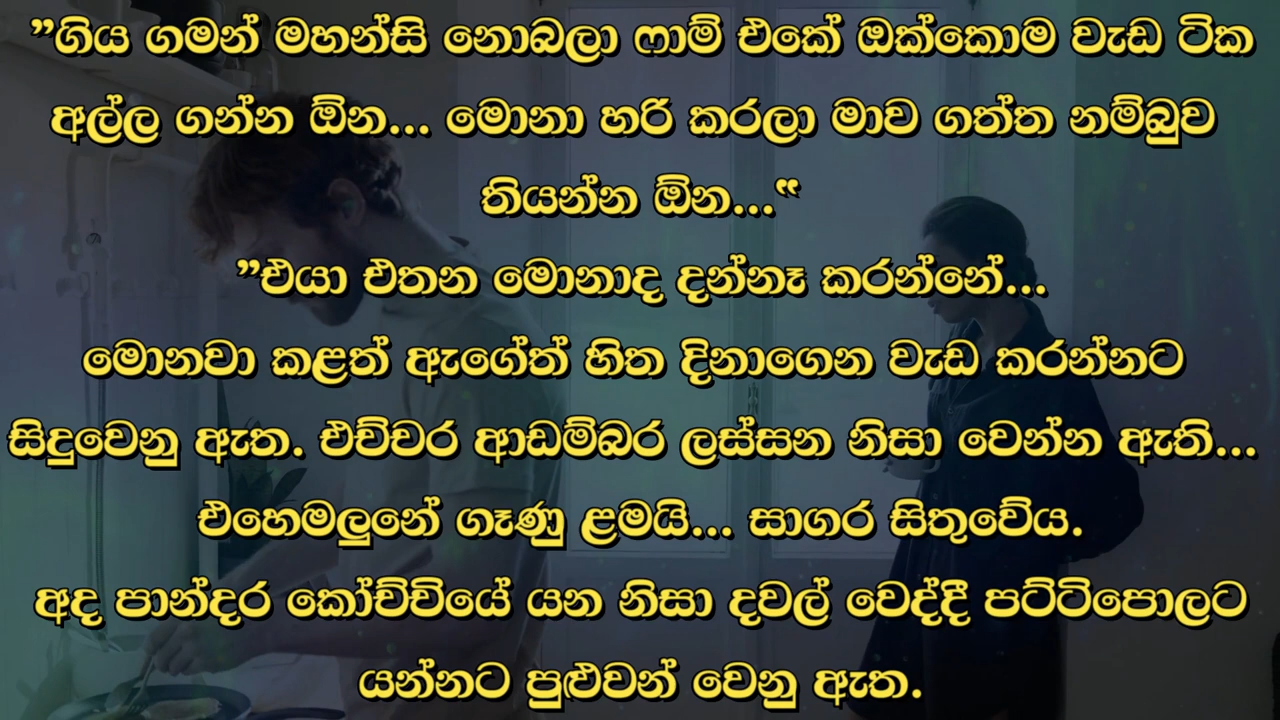 ”ගිය ගමන් මහන්සි නොබලා ෆාම් එකේ ඔක්කොම වැඩ ටික
අල්ල ගන්න ඕන... මොනා හරි කරලා මාව ගත්ත නම්බුව
තියන්න ඕන...“
”එයා එතන මොනාද දන්නෑ කරන්නේ...
මොනවා කළත් ඇගේත් හිත දිනාගෙන වැඩ කරන්නට
සිදුවෙනු ඇත. එච්චර ආඩම්බර ලස්සන නිසා වෙන්න ඇති...
එහෙමලුනේ ගෑණු ළමයි... සාගර සිතුවේය.
අද පාන්දර කෝච්චියේ යන නිසා දවල් වෙද්දී පට්ටිපොලට
යන්නට පුළුවන් වෙනු ඇත.